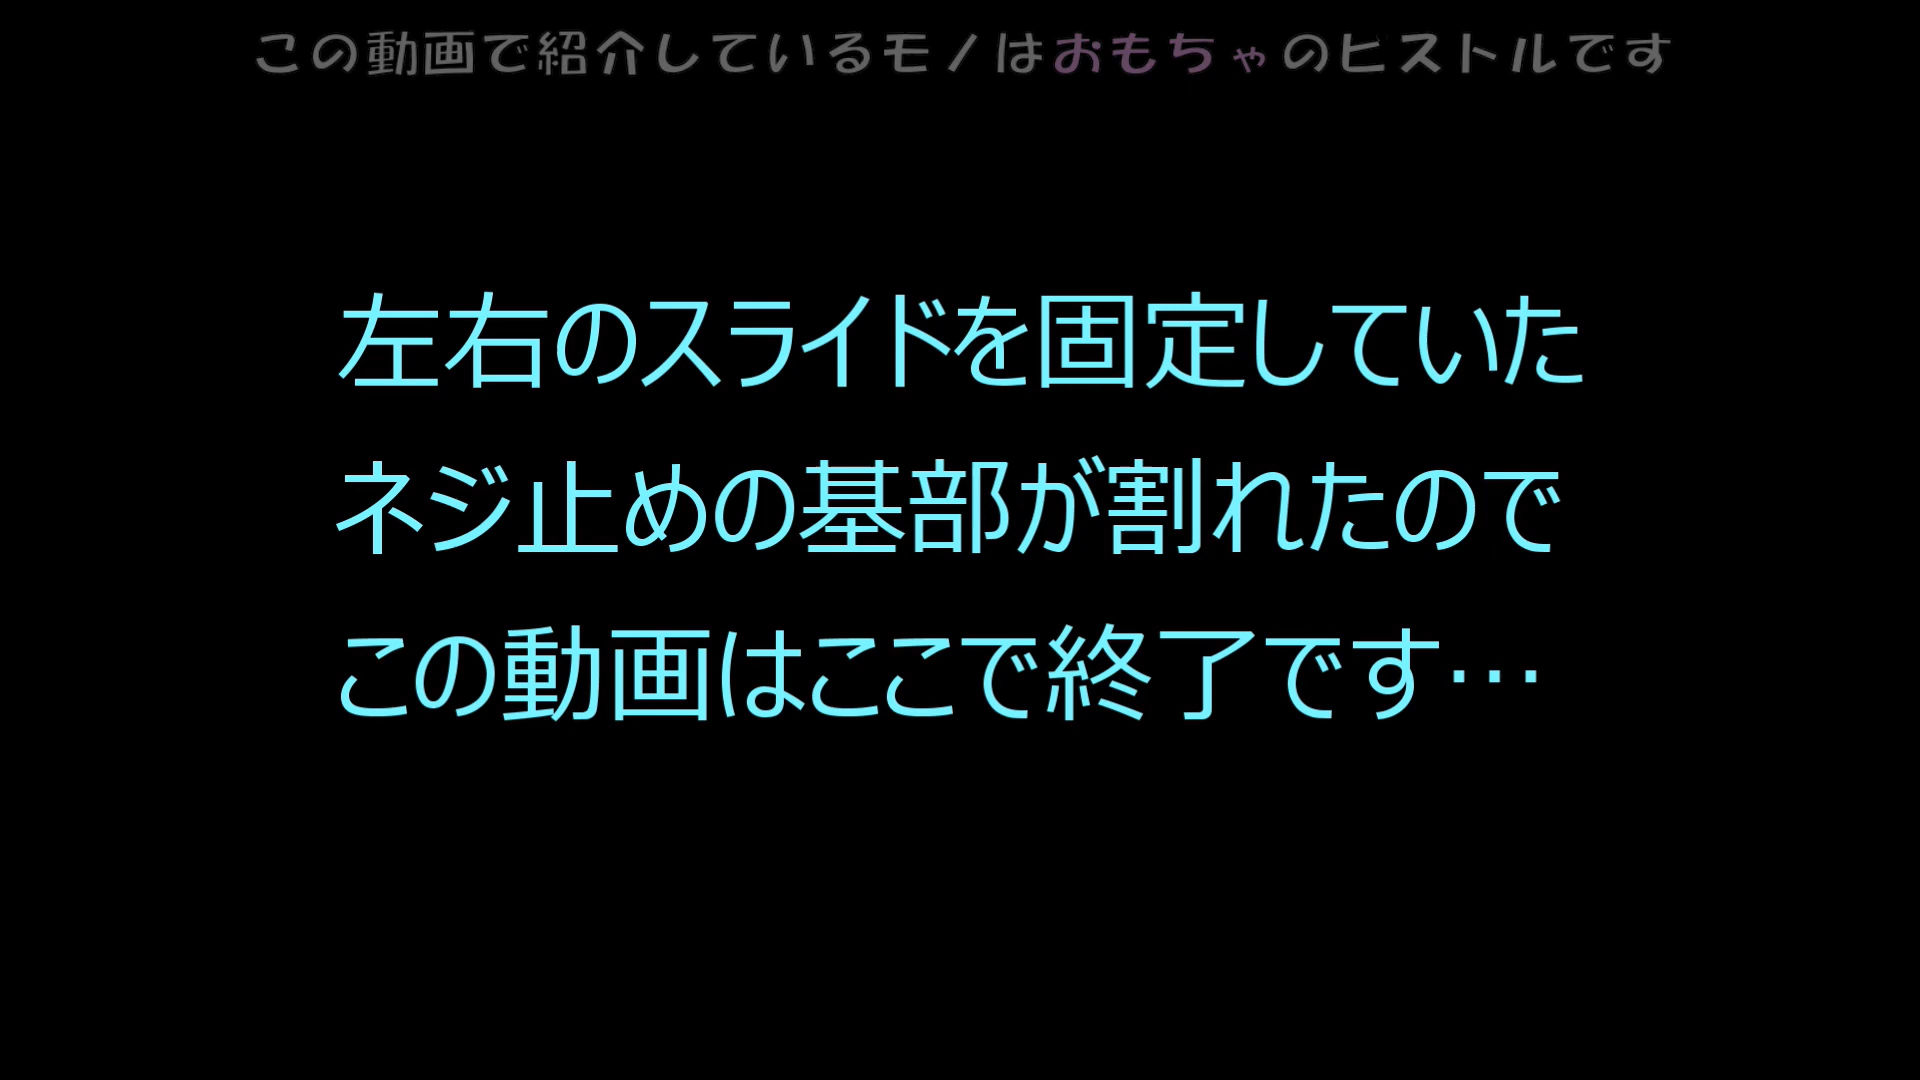 この動画で紹介しているモノはおもちゃのピストルです
左右のスライドを固定していた
ネジ止めの基部が割れたので
この動画はここで終了です…